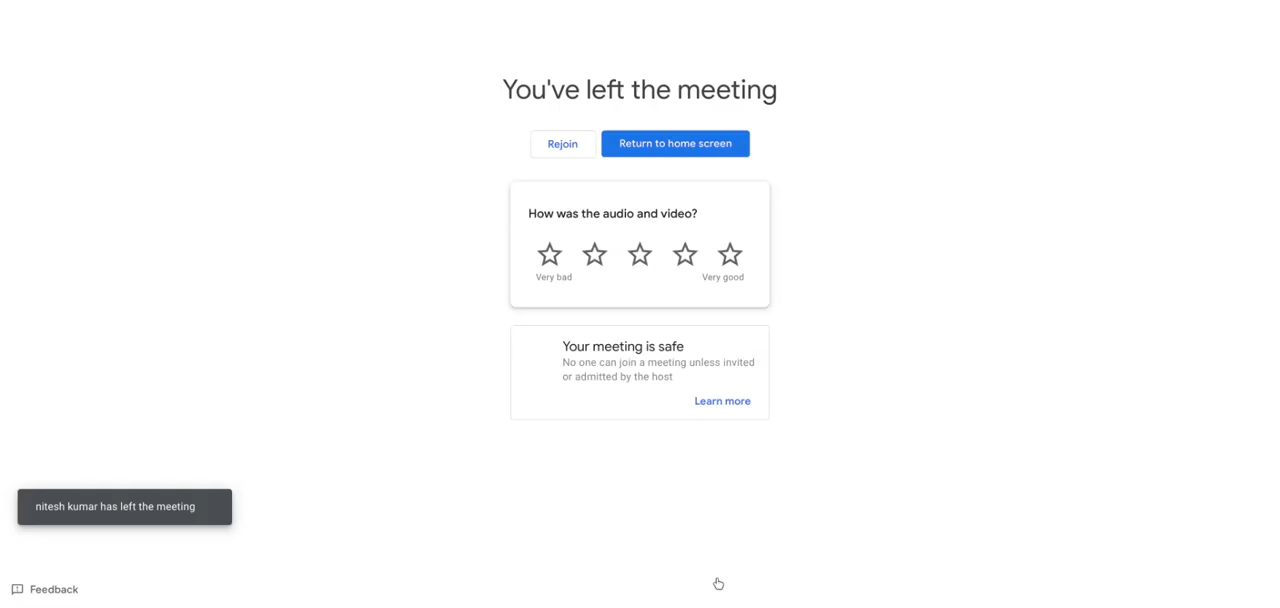 You've left the meeting
Rejoin
Return to home screen
How was the audio and video?
Very bad
Very good
Your meeting is safe
No one can join a meeting unless invited
or admitted by the host
Learn more
nitesh kumar has left the meeting
Feedback